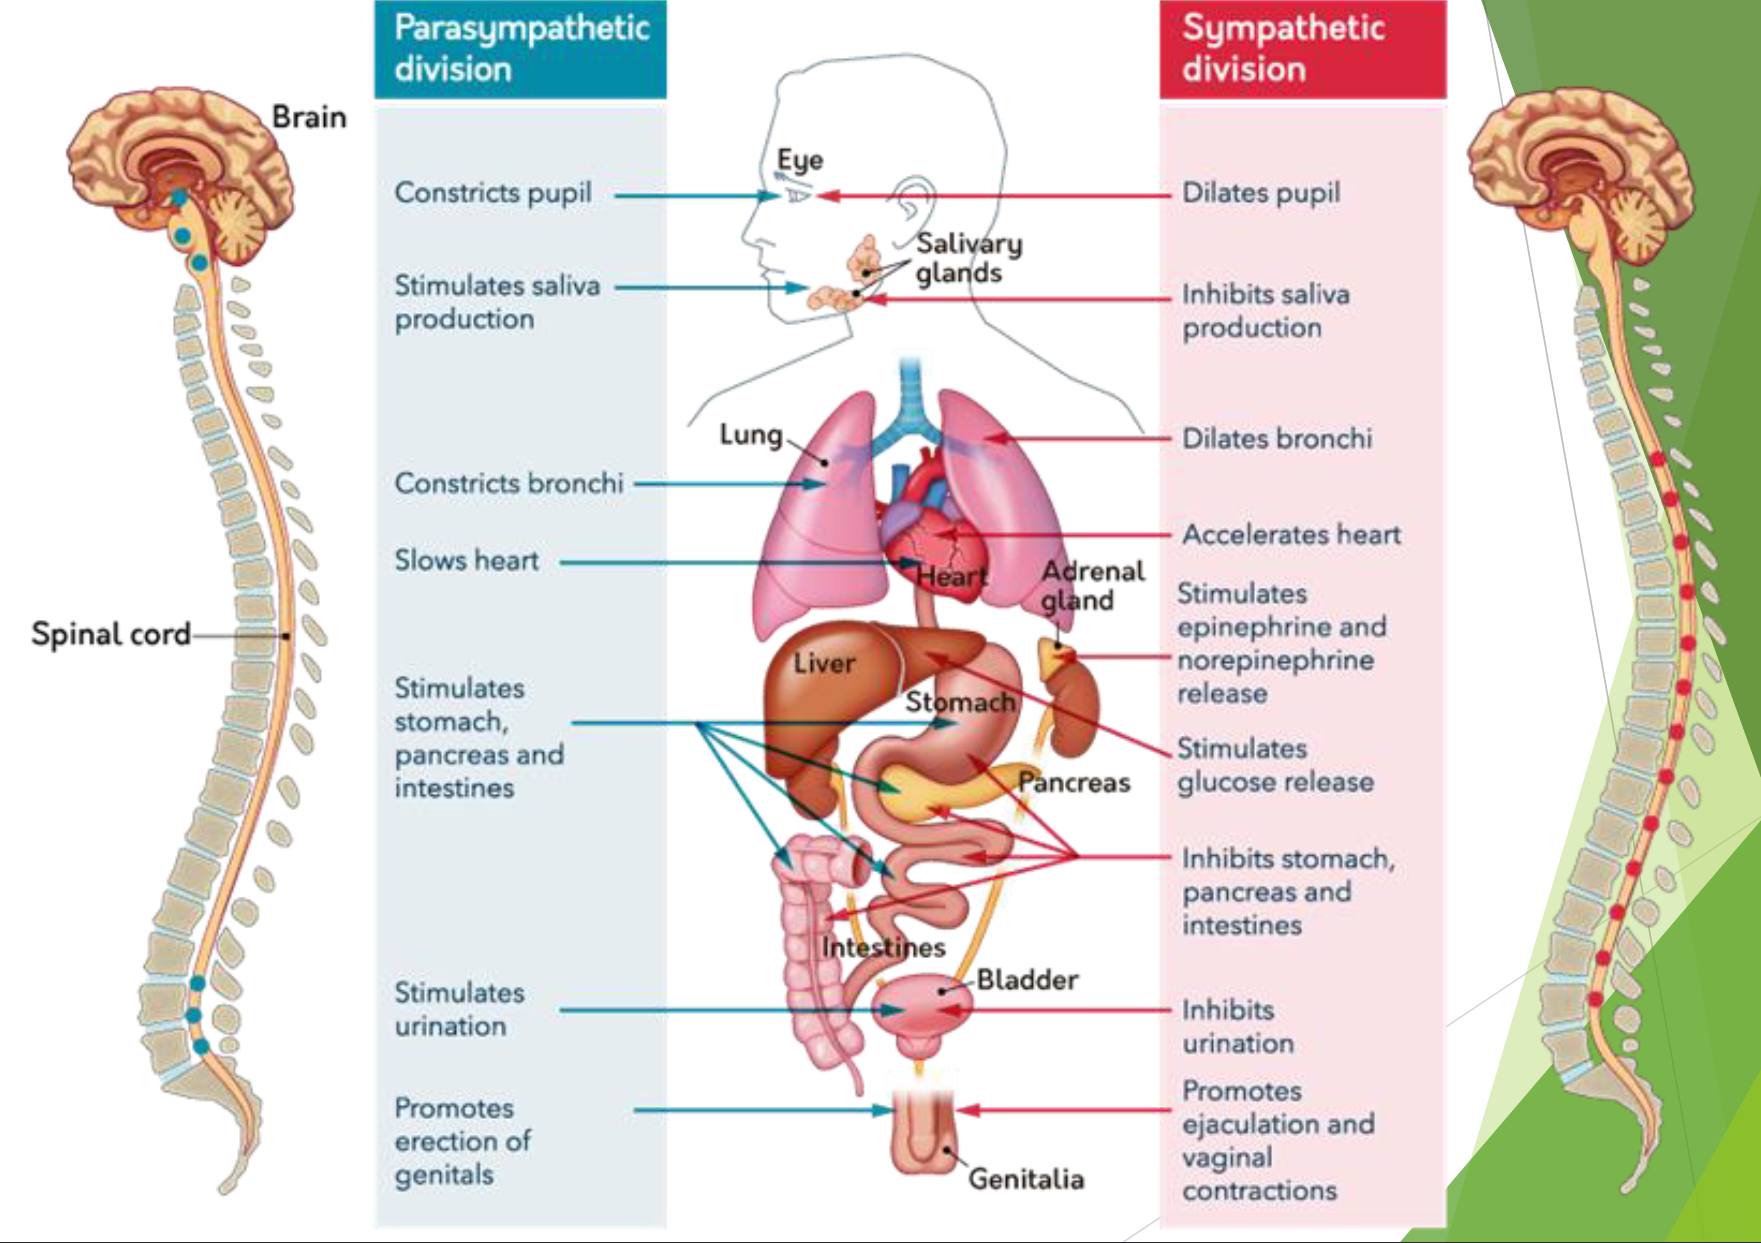 Parasympathetic
division
Sympathetic
division
Brain
Spinal cord
Constricts pupil
Stimulates saliva
production
Constricts bronchi
Slows heart
Stimulates
stomach,
pancreas and
intestines
Stimulates
urination
Promotes
erection of
genitals
Eye
Salivary
glands
Lung
Heart
Adrenal
gland
Liver
Stomach
Pancreas
Intestines
Bladder
Genitalia
Dilates pupil
Inhibits saliva
production
Dilates bronchi
Accelerates heart
Stimulates
epinephrine and
norepinephrine
release
Stimulates
glucose release
Inhibits stomach,
pancreas and
intestines
Inhibits
urination
Promotes
ejaculation and
vaginal
contractions